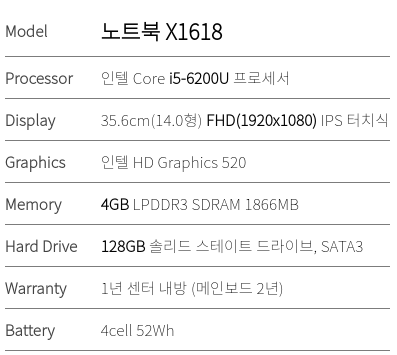 Model 노트북 X1618
Processor 인텔 Core i5-6200U 프로세서
Display 35.6cm(14.0형) FHD(1920x1080) IPS 터치식
Graphics 인텔 HD Graphics 520
Memory 4GB LPDDR3 SDRAM 1866MB
Hard Drive 128GB 솔리드 스테이트 드라이브, SATA3
Warranty 1년 센터 내방 (메인보드 2년)
Battery 4cell 52Wh